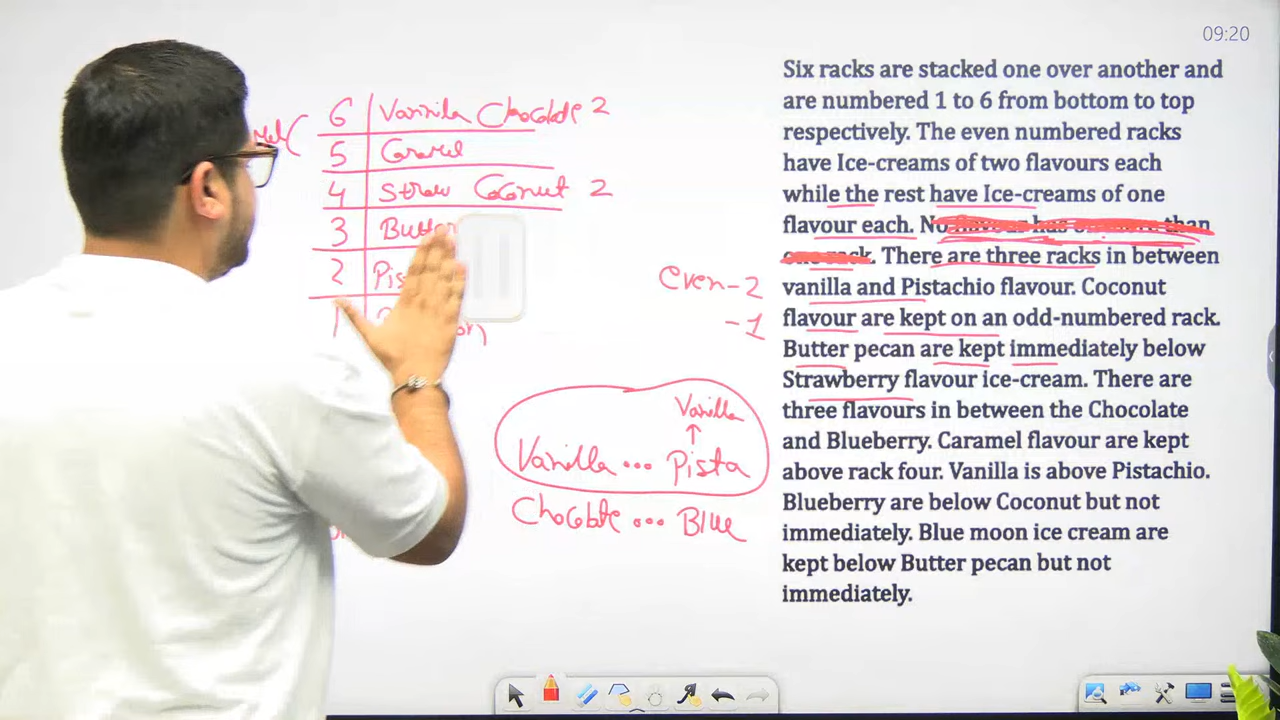 09:20
6 Vannila Chocolate 2
5 Caramel
4 Straw Coconut 2
3 Butter
2
1
even-2
-1
Vanilla
Vanilla ... Pista
Chocolate ... Blue
Six racks are stacked one over another and
are numbered 1 to 6 from bottom to top
respectively. The even numbered racks
have Ice-creams of two flavours each
while the rest have Ice-creams of one
flavour each. No flavour has
There are three racks in between
vanilla and Pistachio flavour. Coconut
flavour are kept on an odd-numbered rack.
Butter pecan are kept immediately below
Strawberry flavour ice-cream. There are
three flavours in between the Chocolate
and Blueberry. Caramel flavour are kept
above rack four. Vanilla is above Pistachio.
Blueberry are below Coconut but not
immediately. Blue moon ice cream are
kept below Butter pecan but not
immediately.